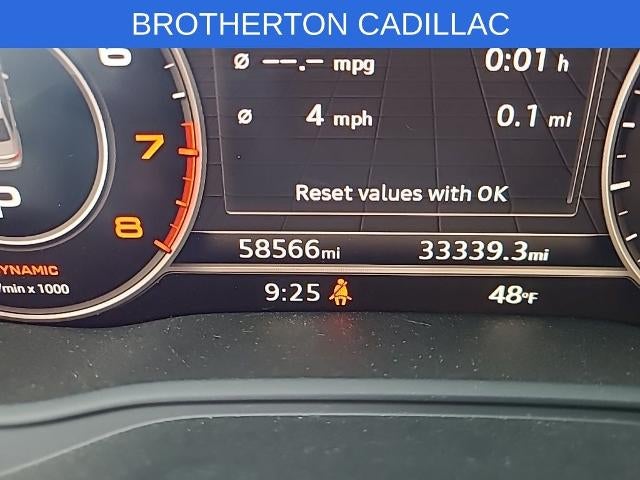 BROTHERTON CADILLAC
6
ø --.- mpg 0:01 h
ø 4 mph 0.1 mi
7
Reset values with OK
P
8
58566mi 33339.3mi
DYNAMIC
/min x 1000
9:25 48°F